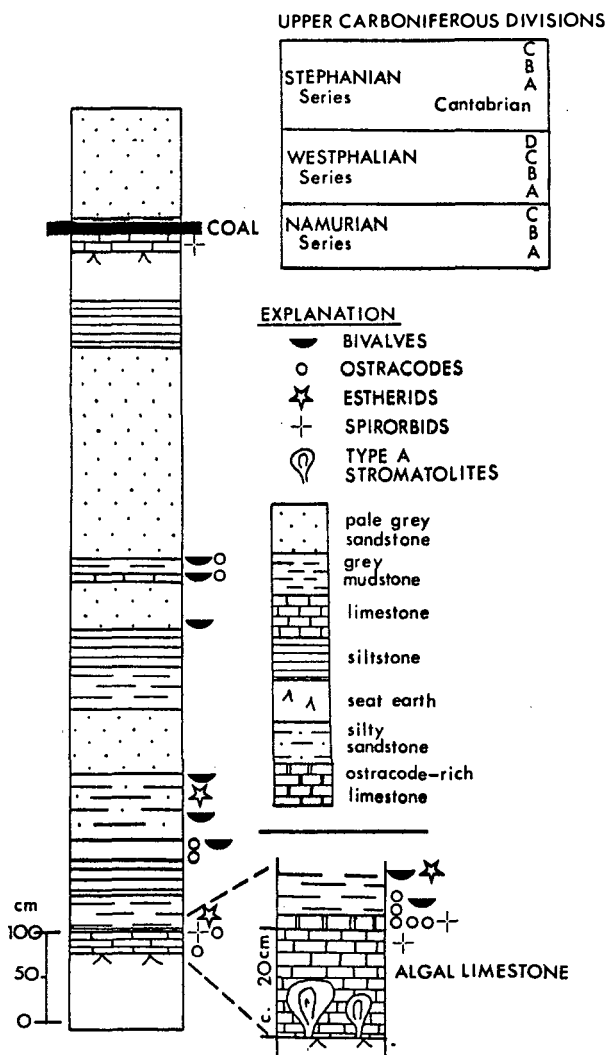 UPPER CARBONIFEROUS DIVISIONS
STEPHANIAN
Series
C
B
A
Cantabrian
WESTPHALIAN
Series
D
C
B
A
NAMURIAN
Series
C
B
A
COAL
EXPLANATION
BIVALVES
OSTRACODES
ESTHERIDS
SPIRORBIDS
TYPE A
STROMATOLITES
pale grey
sandstone
grey
mudstone
limestone
siltstone
seat earth
silty
sandstone
ostracode-rich
limestone
cm
100
50
0
c. 20cm
ALGAL LIMESTONE